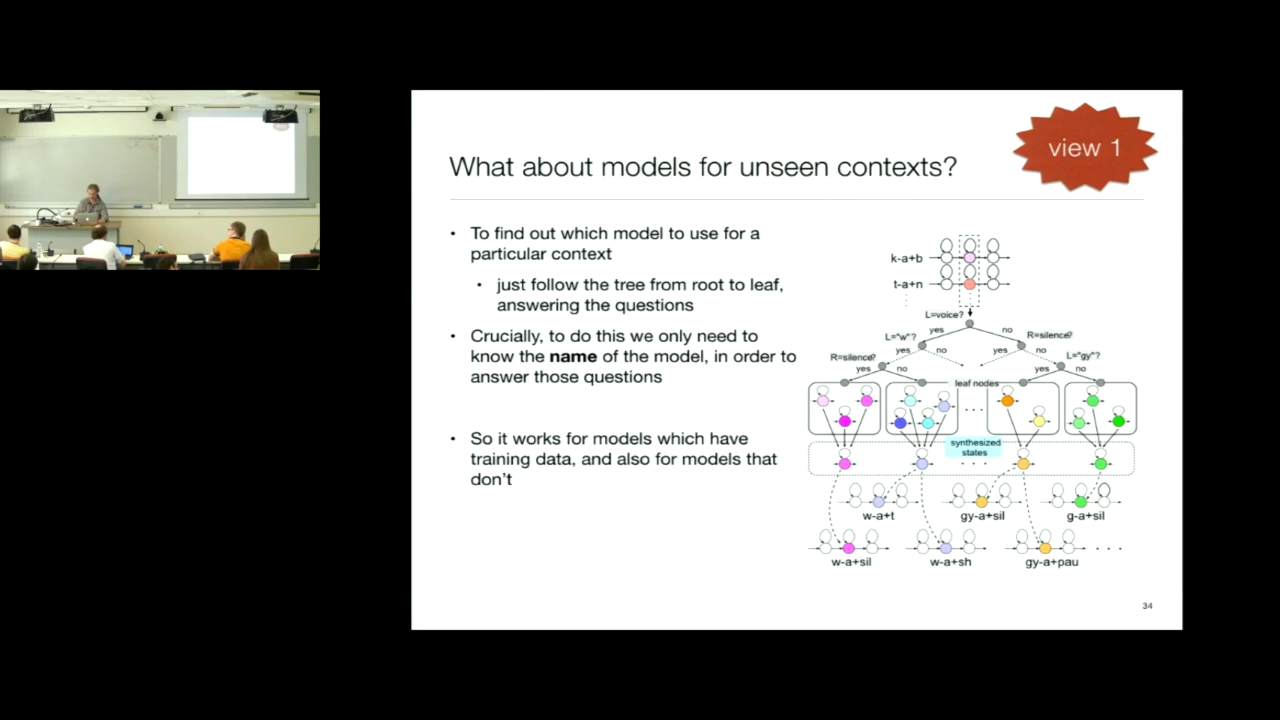 view 1
What about models for unseen contexts?
• To find out which model to use for a
particular context
• just follow the tree from root to leaf,
answering the questions
• Crucially, to do this we only need to
know the name of the model, in order to
answer those questions
• So it works for models which have
training data, and also for models that
don't
k-a+b
t-a+n
L=voice?
yes no
L="w"? R=silence?
yes no yes no
R=silence? L="gy"?
yes no yes no
leaf nodes
synthesized
states
w-a+t gy-a+sil g-a+sil
w-a+sil w-a+sh gy-a+pau
34